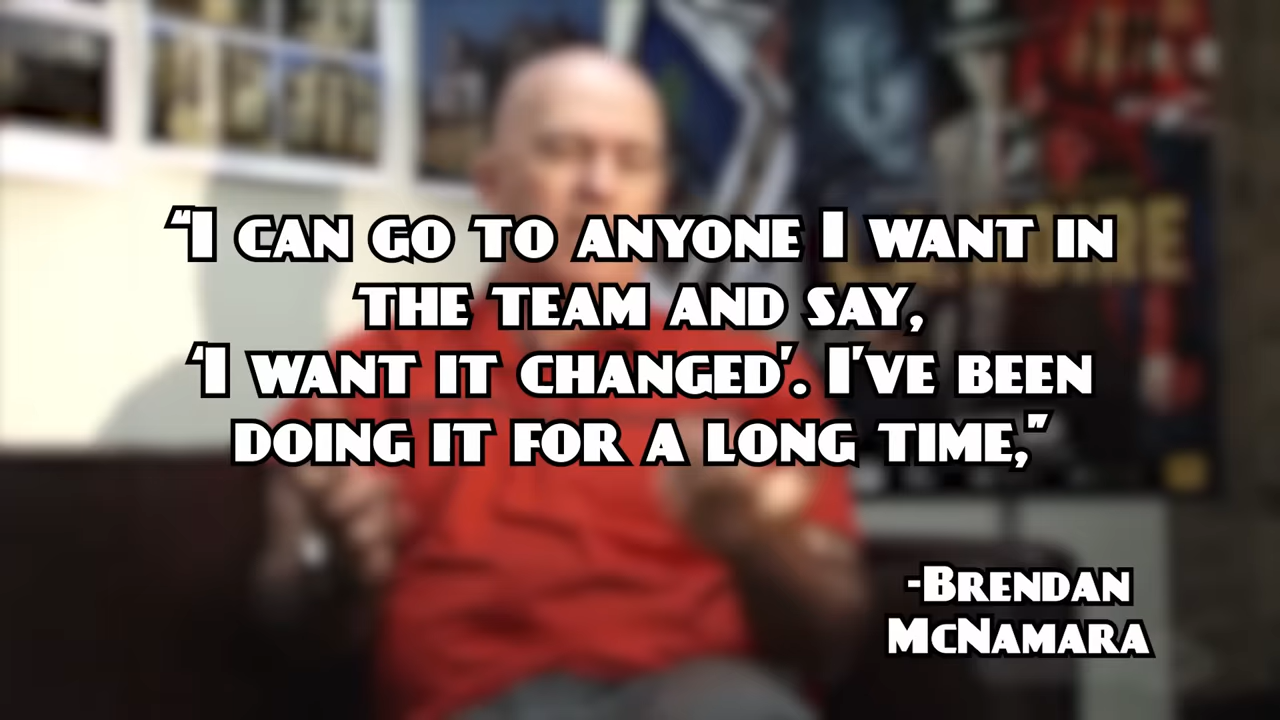 “I can go to anyone I want in
the team and say,
‘I want it changed’. I've been
doing it for a long time,”
-Brendan
McNamara